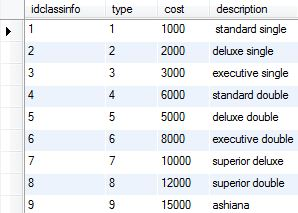 idclassinfo type cost description
1 1 1000 standard single
2 2 2000 deluxe single
3 3 3000 executive single
4 4 6000 standard double
5 5 5000 deluxe double
6 6 8000 executive double
7 7 10000 superior deluxe
8 8 12000 superior double
9 9 15000 ashiana